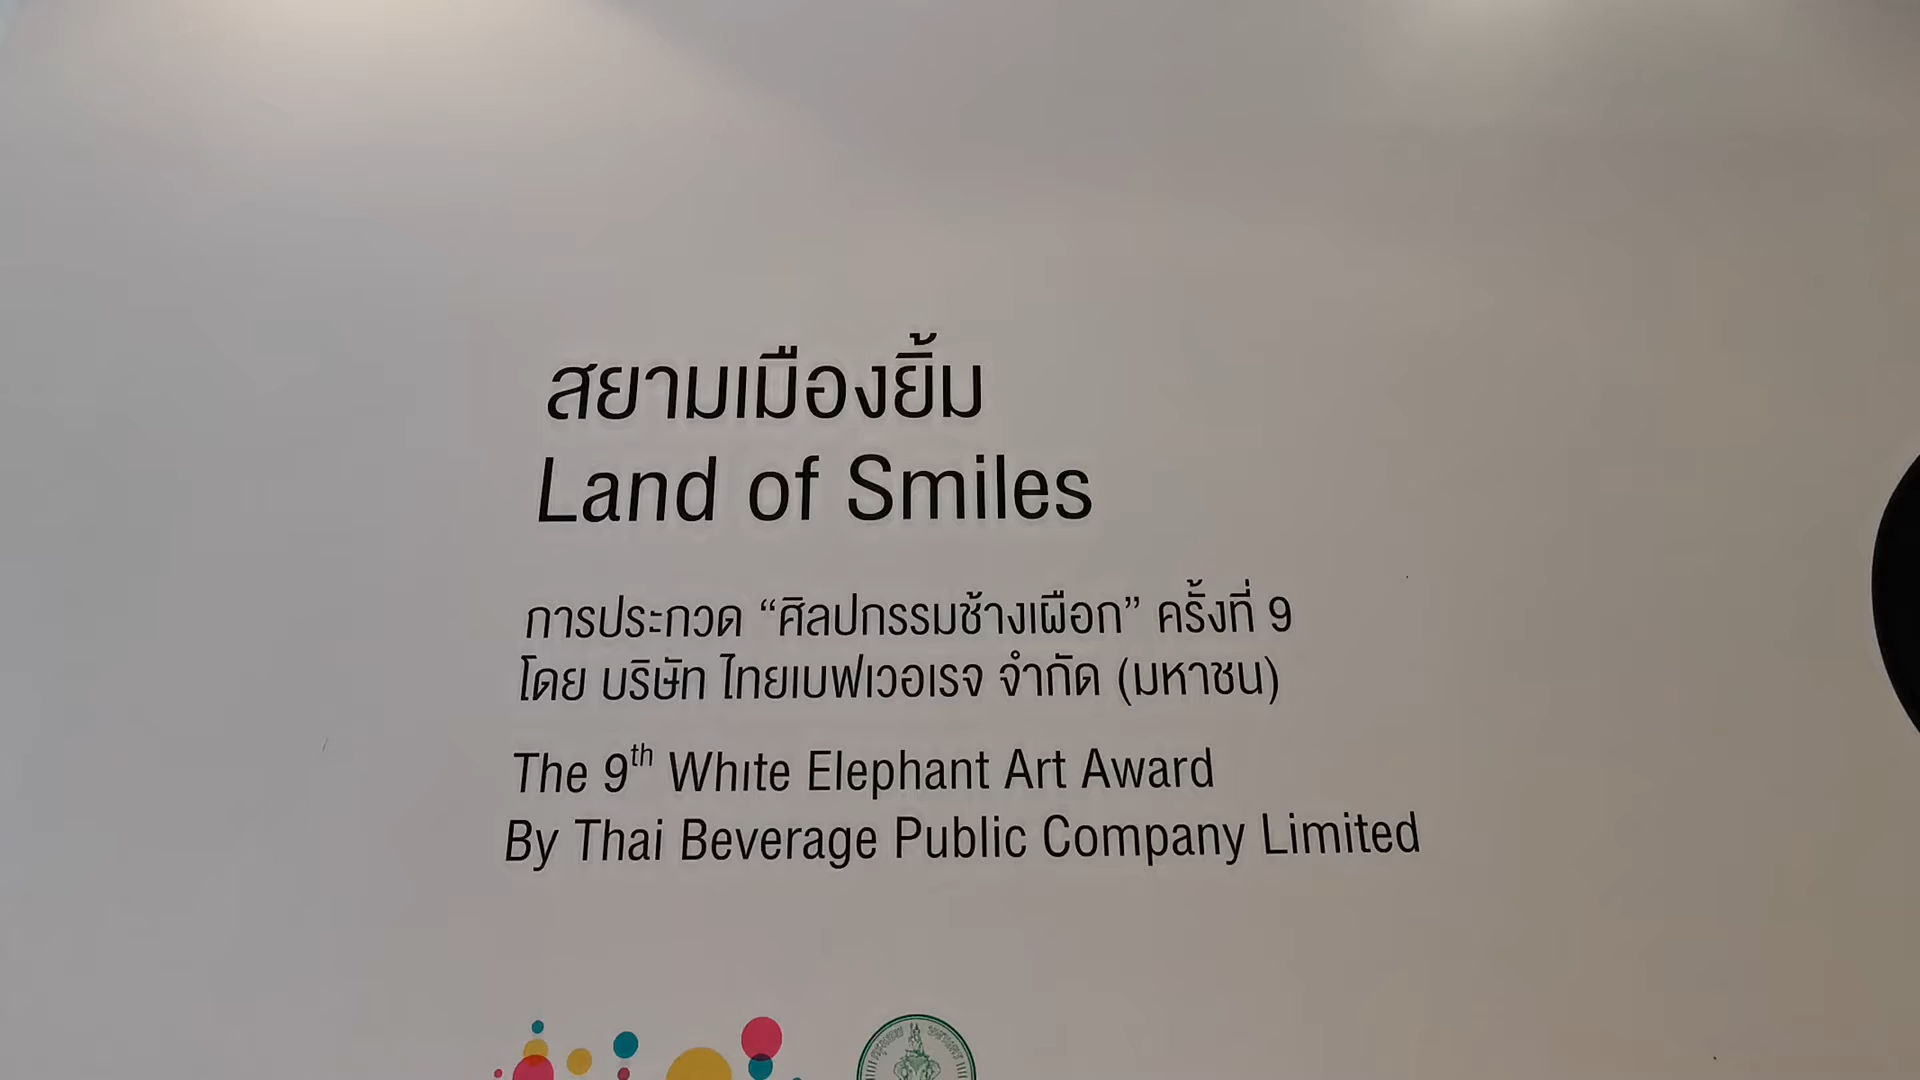 สยามเมืองยิ้ม
Land of Smiles
การประกวด “ศิลปกรรมช้างเผือก” ครั้งที่ 9
โดย บริษัท ไทยเบฟเวอเรจ จำกัด (มหาชน)
The 9th White Elephant Art Award
By Thai Beverage Public Company Limited